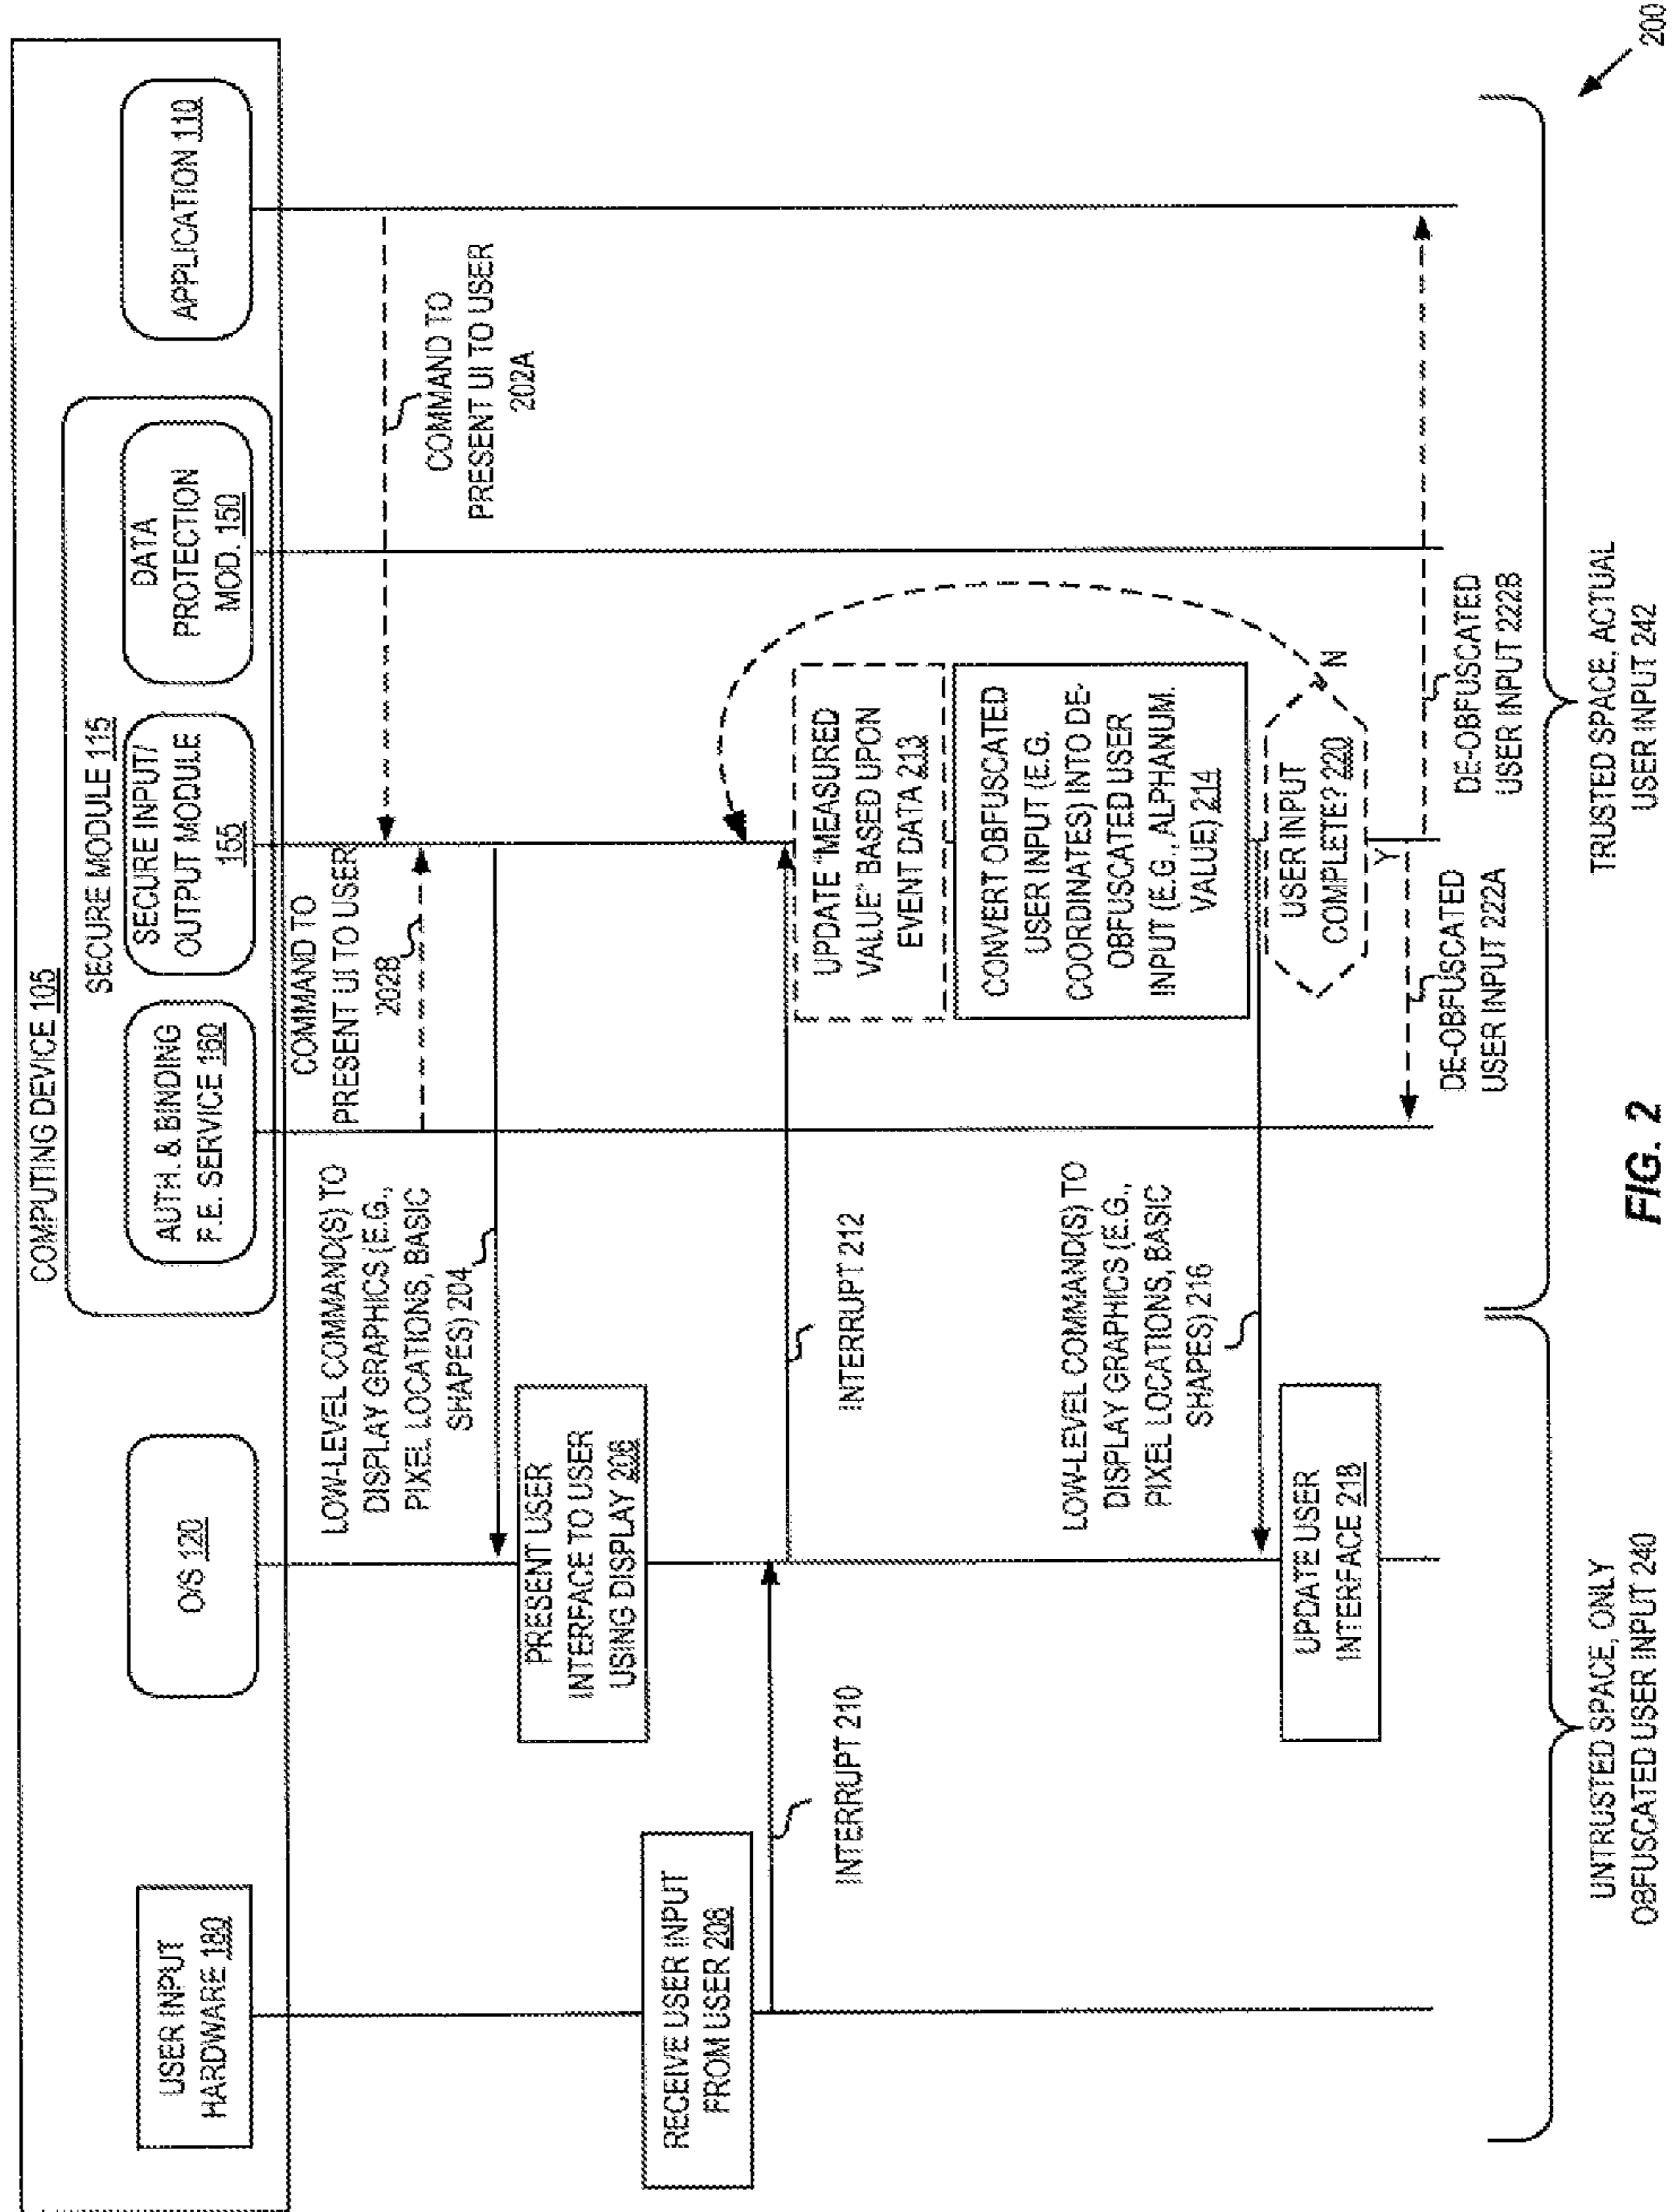 COMPUTING DEVICE 105
SECURE MODULE 115
USER INPUT
HARDWARE 180
O/S 120
AUTH. & BINDING
F.E. SERVICE 160
SECURE INPUT/
OUTPUT MODULE
155
DATA
PROTECTION
MOD. 150
APPLICATION 110
COMMAND TO
PRESENT UI TO USER
202A
COMMAND TO
PRESENT UI TO USER
202B
LOW-LEVEL COMMAND(S) TO
DISPLAY GRAPHICS (E.G.,
PIXEL LOCATIONS, BASIC
SHAPES) 204
PRESENT USER
INTERFACE TO USER
USING DISPLAY 206
RECEIVE USER INPUT
FROM USER 208
INTERRUPT 210
INTERRUPT 212
UPDATE "MEASURED
VALUE" BASED UPON
EVENT DATA 213
CONVERT OBFUSCATED
USER INPUT (E.G.
COORDINATES) INTO DE-
OBFUSCATED USER
INPUT (E.G., ALPHANUM.
VALUE) 214
LOW-LEVEL COMMAND(S) TO
DISPLAY GRAPHICS (E.G.,
PIXEL LOCATIONS, BASIC
SHAPES) 216
UPDATE USER
INTERFACE 218
USER INPUT
COMPLETE? 220
N
Y
DE-OBFUSCATED
USER INPUT 222A
DE-OBFUSCATED
USER INPUT 222B
UNTRUSTED SPACE, ONLY
OBFUSCATED USER INPUT 240
TRUSTED SPACE, ACTUAL
USER INPUT 242
200
FIG. 2